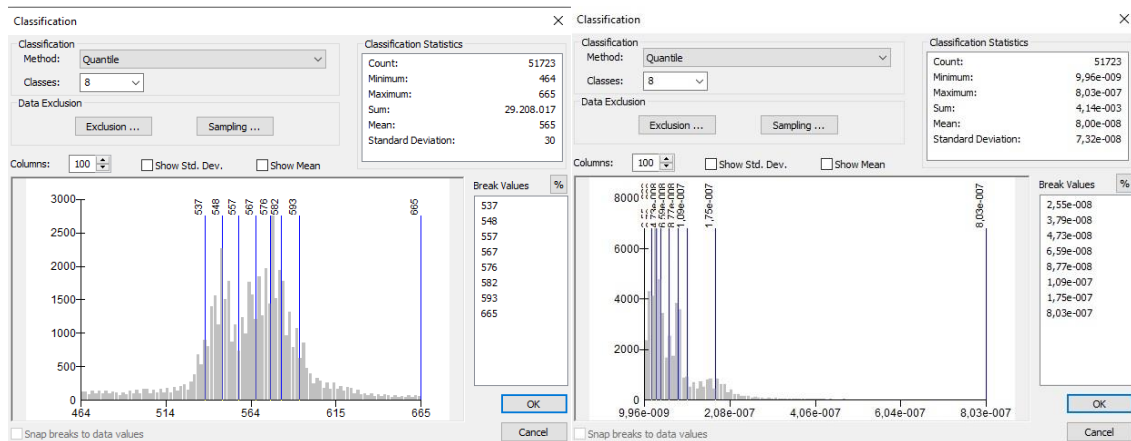 Classification
Classification
Method: Quantile
Classes: 8
Data Exclusion
Exclusion ...
Sampling ...
Classification Statistics
Count: 51723
Minimum: 464
Maximum: 665
Sum: 29.208.017
Mean: 565
Standard Deviation: 30
Columns: 100
Show Std. Dev.
Show Mean
537 548 557 567 576 582 593 665
3000
2500
2000
1500
1000
500
0
464 514 564 615 665
Break Values %
537
548
557
567
576
582
593
665
OK
Snap breaks to data values
Cancel
Classification
Classification
Method: Quantile
Classes: 8
Data Exclusion
Exclusion ...
Sampling ...
Classification Statistics
Count: 51723
Minimum: 9,96e-009
Maximum: 8,03e-007
Sum: 4,14e-003
Mean: 8,00e-008
Standard Deviation: 7,32e-008
Columns: 100
Show Std. Dev.
Show Mean
1,09e-007 1,75e-007 8,03e-007
8000
6000
4000
2000
0
9,96e-009 2,08e-007 4,06e-007 6,04e-007 8,03e-007
Break Values %
2,55e-008
3,79e-008
4,73e-008
6,59e-008
8,77e-008
1,09e-007
1,75e-007
8,03e-007
OK
Snap breaks to data values
Cancel